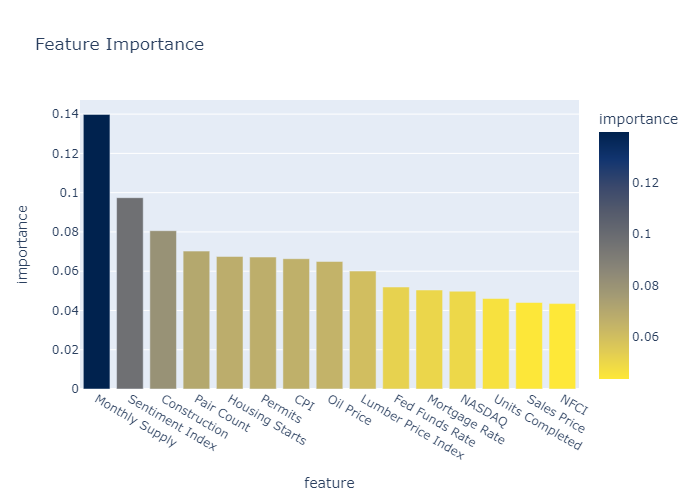 Feature Importance
importance
0.14
0.12
0.1
0.08
0.06
0.04
0.02
0
Monthly Supply
Sentiment Index
Construction
Pair Count
Housing Starts
Permits
CPI
Oil Price
Lumber Price Index
Fed Funds Rate
Mortgage Rate
NASDAQ
Units Completed
Sales Price
NFCI
feature
importance
0.12
0.1
0.08
0.06